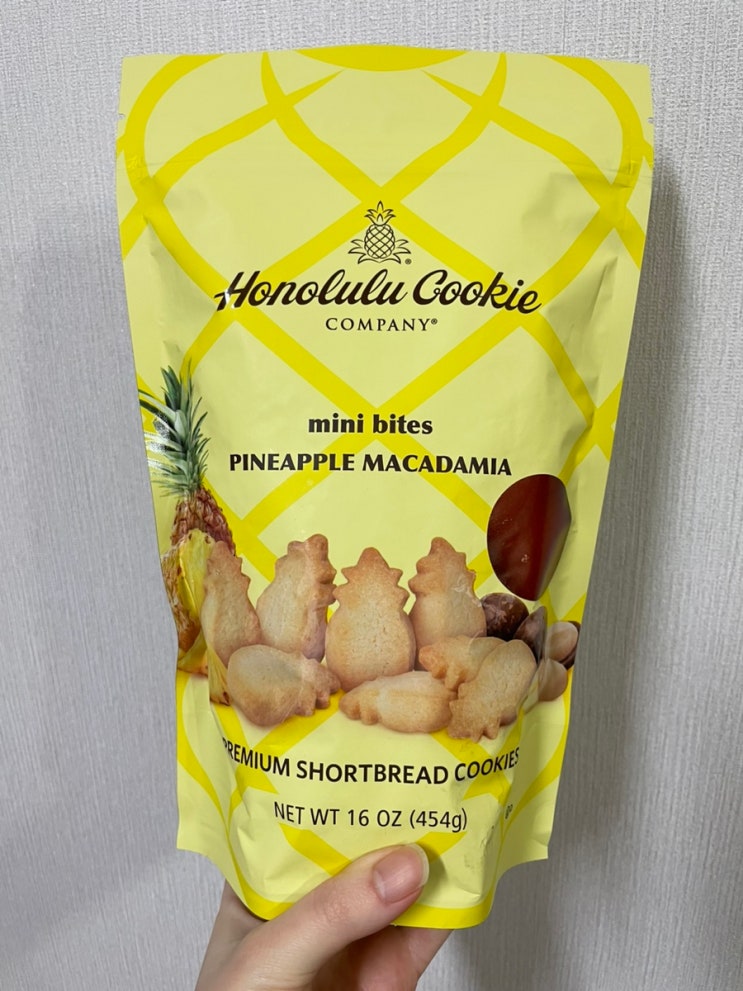 Honolulu Cookie
COMPANY®
mini bites
PINEAPPLE MACADAMIA
PREMIUM SHORTBREAD COOKIES
NET WT 16 OZ (454g)